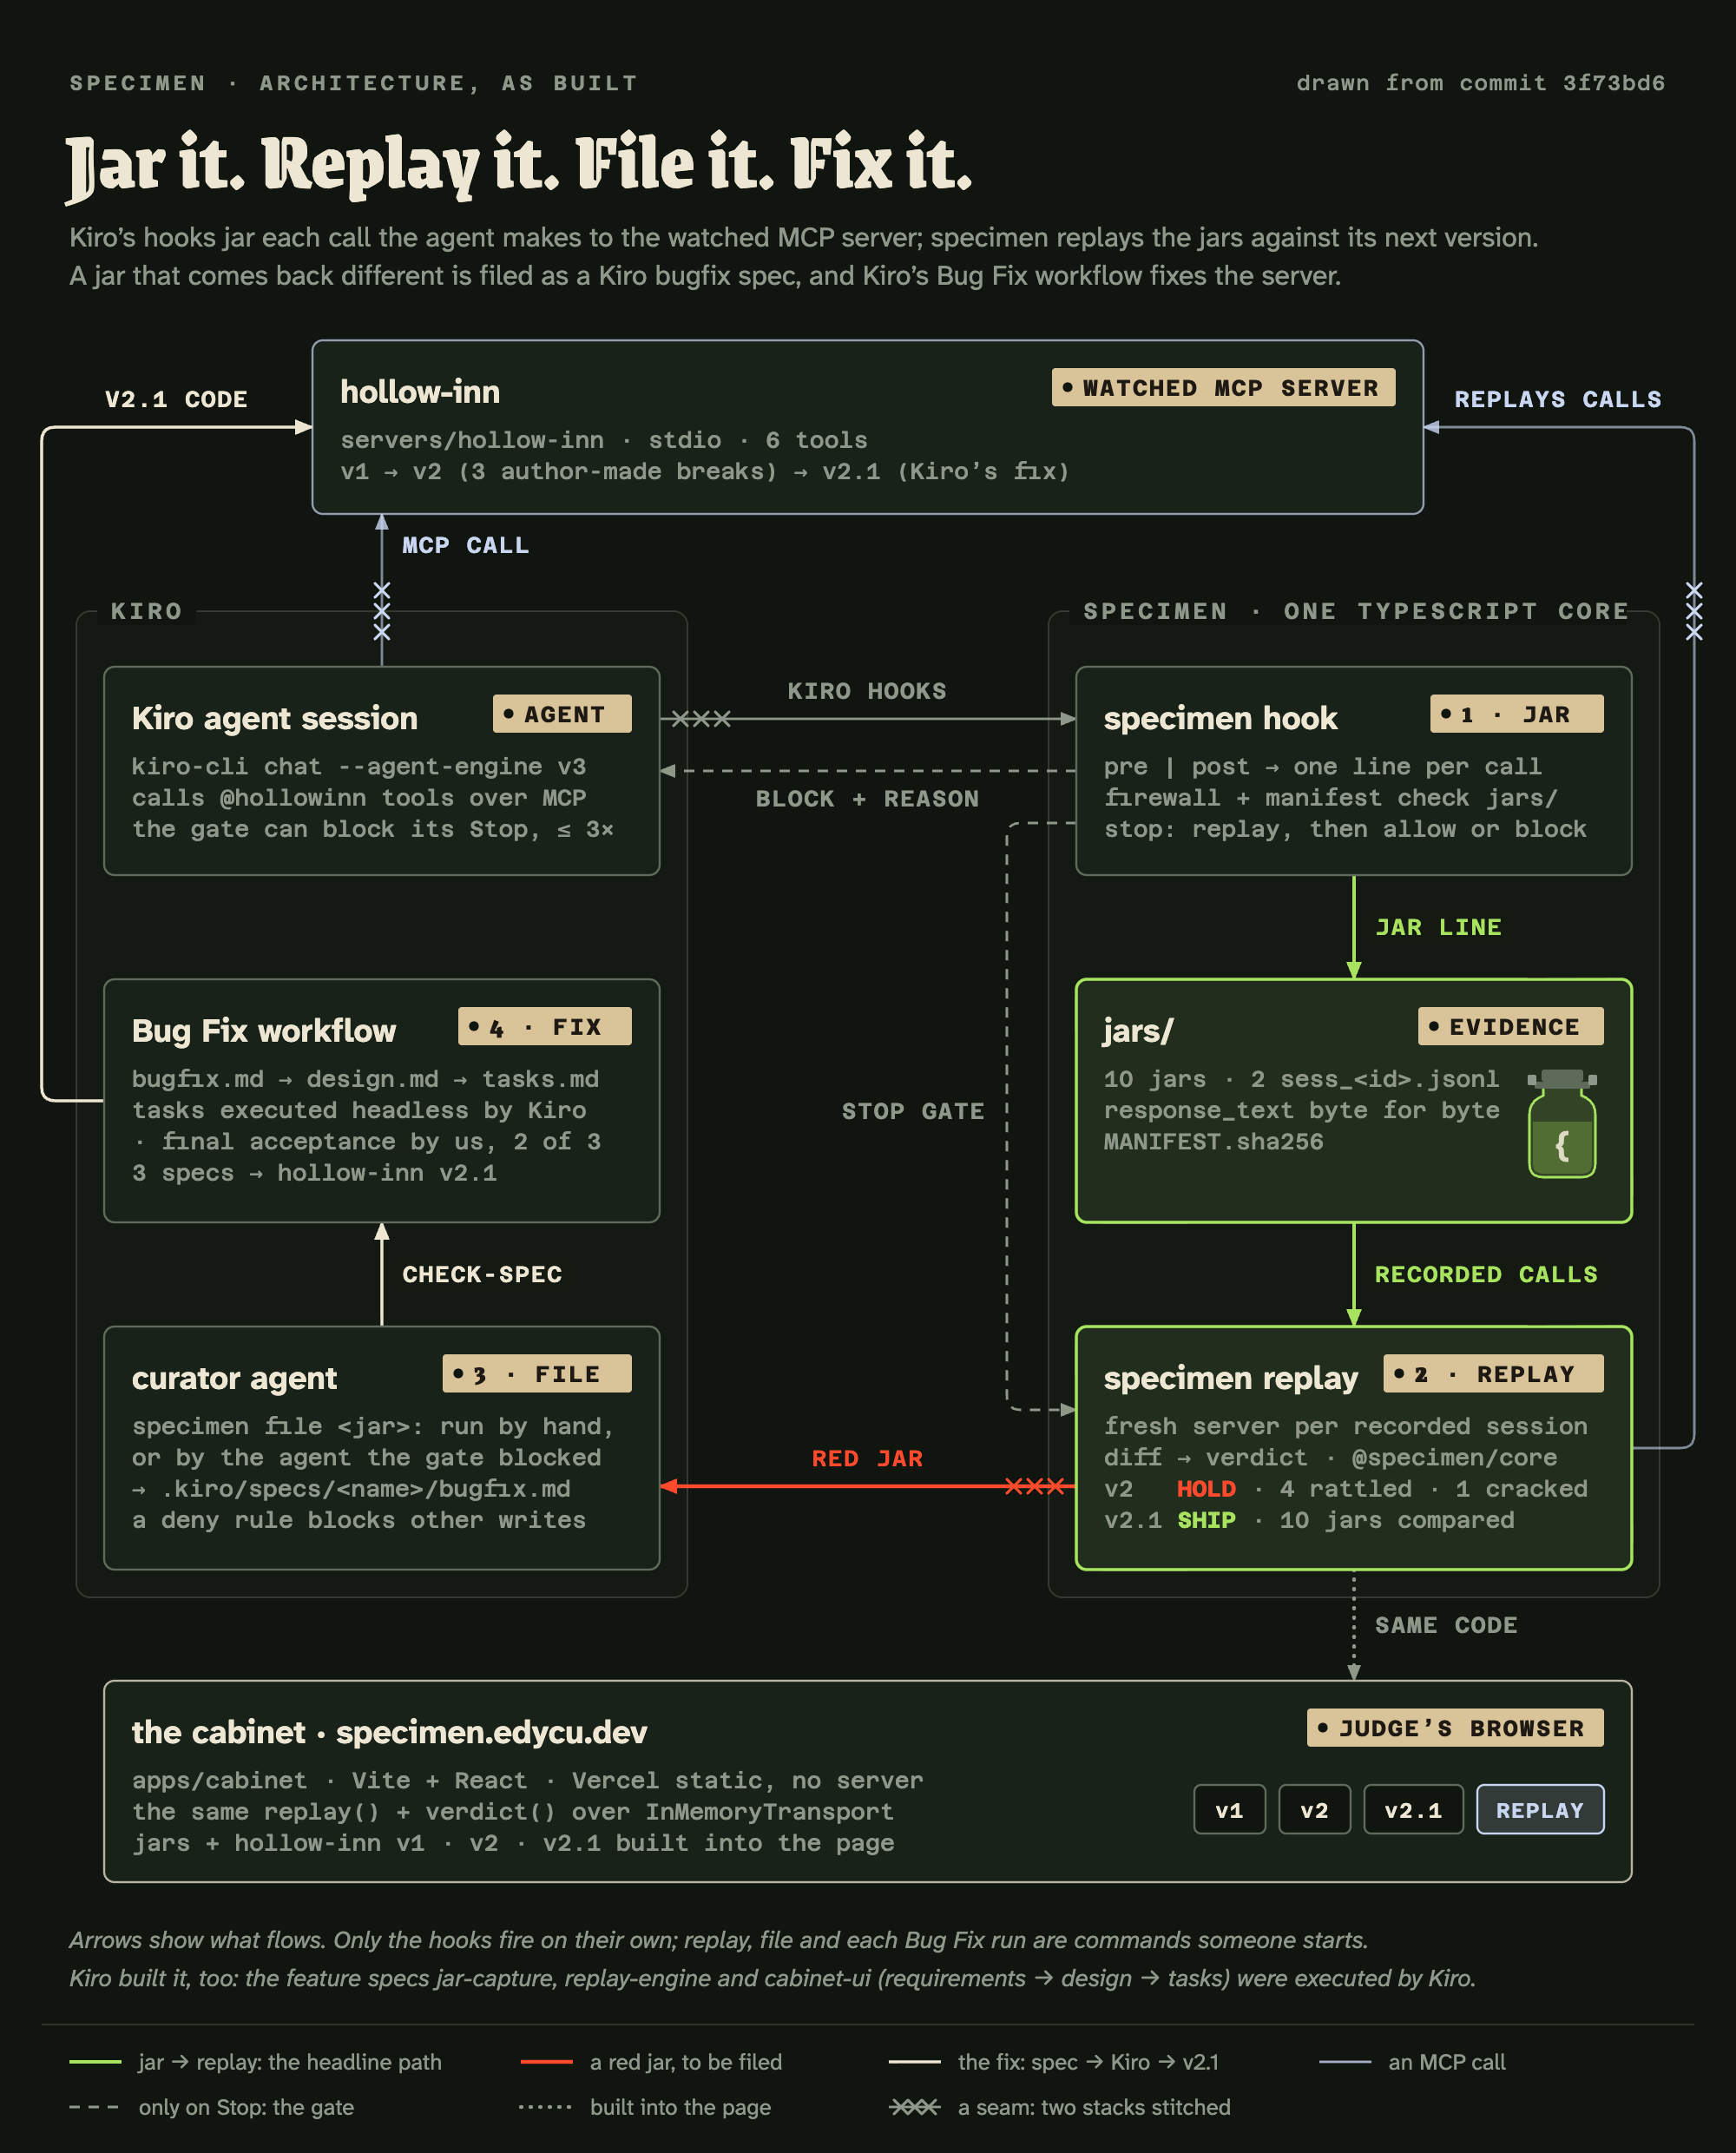 SPECIMEN · ARCHITECTURE, AS BUILT
drawn from commit 3f73bd6
Jar it. Replay it. File it. Fix it.
Kiro’s hooks jar each call the agent makes to the watched MCP server; specimen replays the jars against its next version.
A jar that comes back different is filed as a Kiro bugfix spec, and Kiro’s Bug Fix workflow fixes the server.
V2.1 CODE
hollow-inn
• WATCHED MCP SERVER
servers/hollow-inn · stdio · 6 tools
v1 → v2 (3 author-made breaks) → v2.1 (Kiro’s fix)
REPLAYS CALLS
MCP CALL
KIRO
SPECIMEN · ONE TYPESCRIPT CORE
Kiro agent session
• AGENT
kiro-cli chat --agent-engine v3
calls @hollowinn tools over MCP
the gate can block its Stop, ≤ 3×
KIRO HOOKS
BLOCK + REASON
specimen hook
• 1 · JAR
pre | post → one line per call
firewall + manifest check jars/
stop: replay, then allow or block
JAR LINE
Bug Fix workflow
• 4 · FIX
bugfix.md → design.md → tasks.md
tasks executed headless by Kiro
· final acceptance by us, 2 of 3
3 specs → hollow-inn v2.1
STOP GATE
jars/
• EVIDENCE
10 jars · 2 sess_<id>.jsonl
response_text byte for byte
MANIFEST.sha256
{
CHECK-SPEC
RECORDED CALLS
curator agent
• 3 · FILE
specimen file <jar>: run by hand,
or by the agent the gate blocked
→ .kiro/specs/<name>/bugfix.md
a deny rule blocks other writes
RED JAR
specimen replay
• 2 · REPLAY
fresh server per recorded session
diff → verdict · @specimen/core
v2 HOLD · 4 rattled · 1 cracked
v2.1 SHIP · 10 jars compared
SAME CODE
the cabinet · specimen.edycu.dev
• JUDGE’S BROWSER
apps/cabinet · Vite + React · Vercel static, no server
the same replay() + verdict() over InMemoryTransport
jars + hollow-inn v1 · v2 · v2.1 built into the page
v1 v2 v2.1 REPLAY
Arrows show what flows. Only the hooks fire on their own; replay, file and each Bug Fix run are commands someone starts.
Kiro built it, too: the feature specs jar-capture, replay-engine and cabinet-ui (requirements → design → tasks) were executed by Kiro.
jar → replay: the headline path
a red jar, to be filed
the fix: spec → Kiro → v2.1
an MCP call
only on Stop: the gate
built into the page
a seam: two stacks stitched